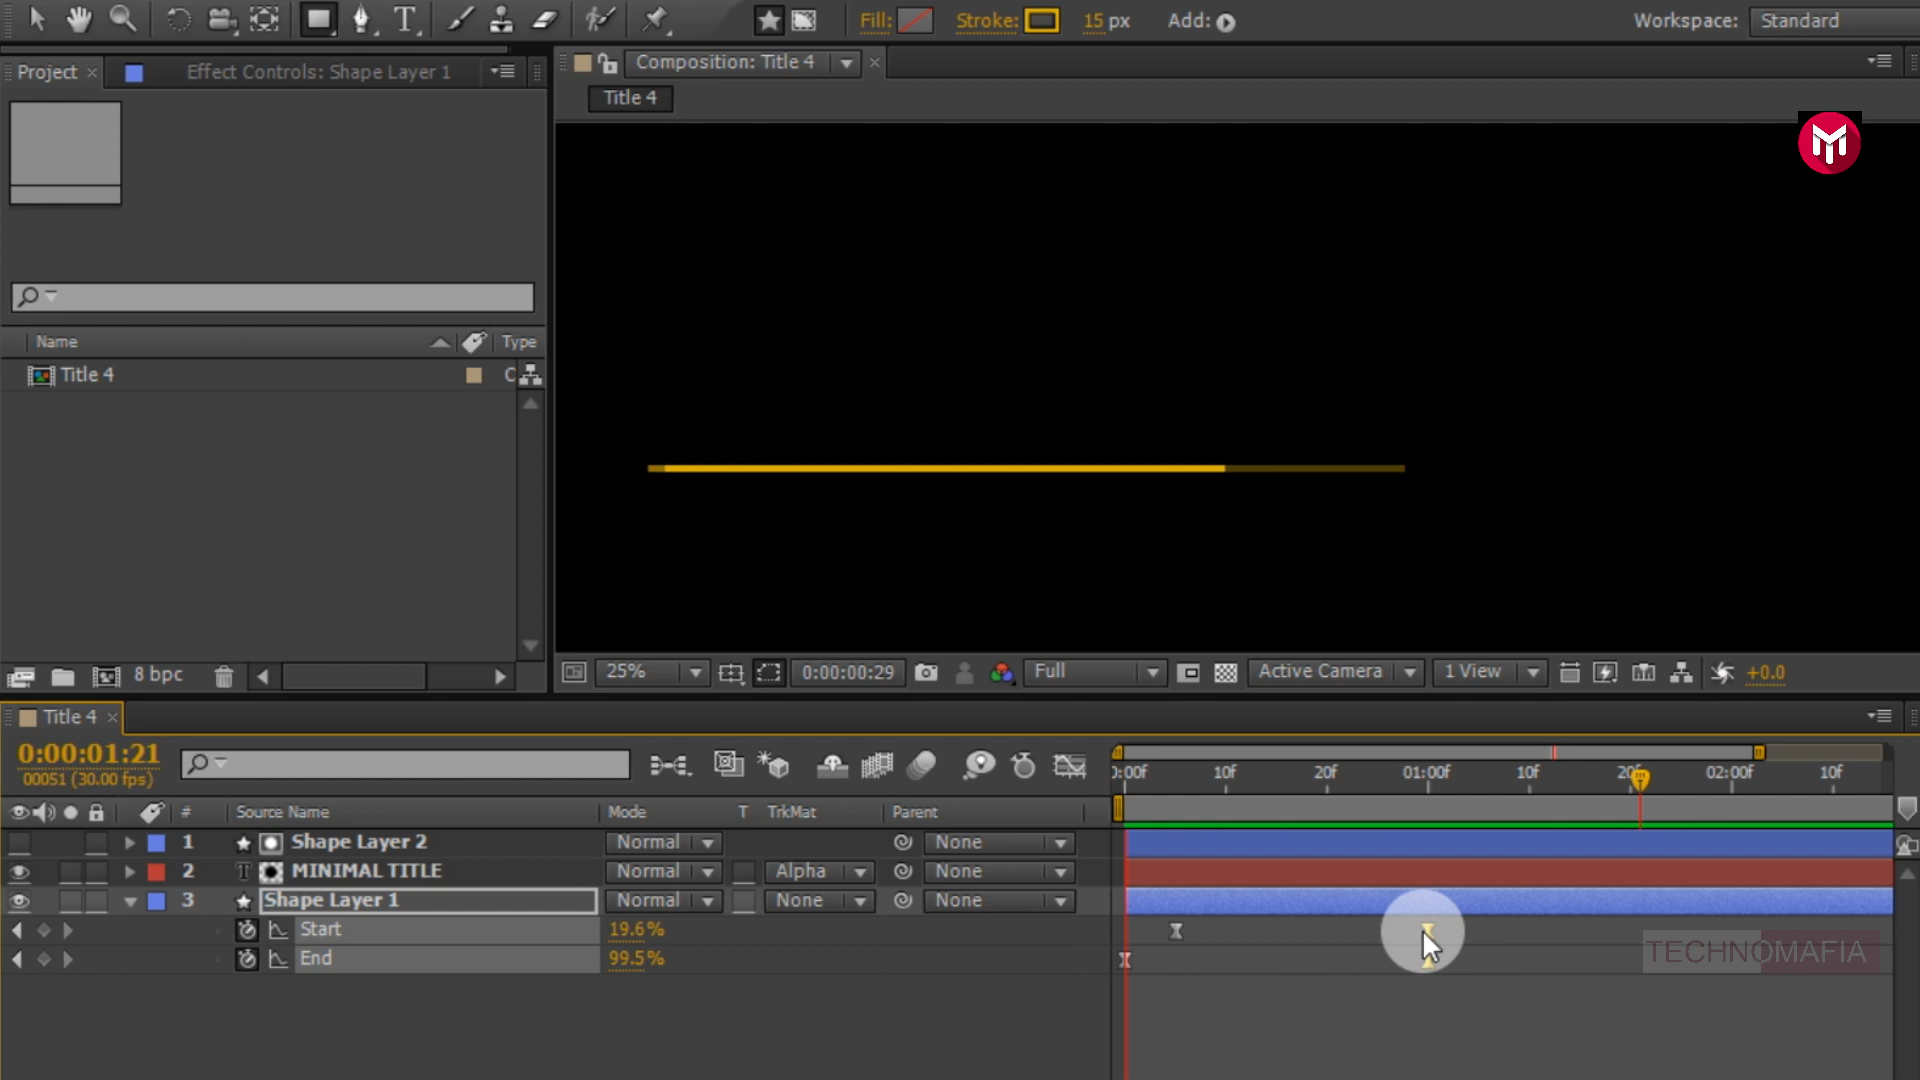 Fill: Stroke: 15 px Add: Workspace: Standard
Project × Effect Controls: Shape Layer 1
Composition: Title 4 ×
Title 4
Name Type
Title 4 C
8 bpc
25% 0:00:00:29 Full Active Camera 1 View +0.0
Title 4 ×
0:00:01:21
00051 (30.00 fps)
):00f 10f 20f 01:00f 10f 20f 02:00f 10f
# Source Name Mode T TrkMat Parent
1 Shape Layer 2 Normal None
2 T MINIMAL TITLE Normal Alpha None
3 Shape Layer 1 Normal None None
Start 19.6%
End 99.5%
TECHNOMAFIA